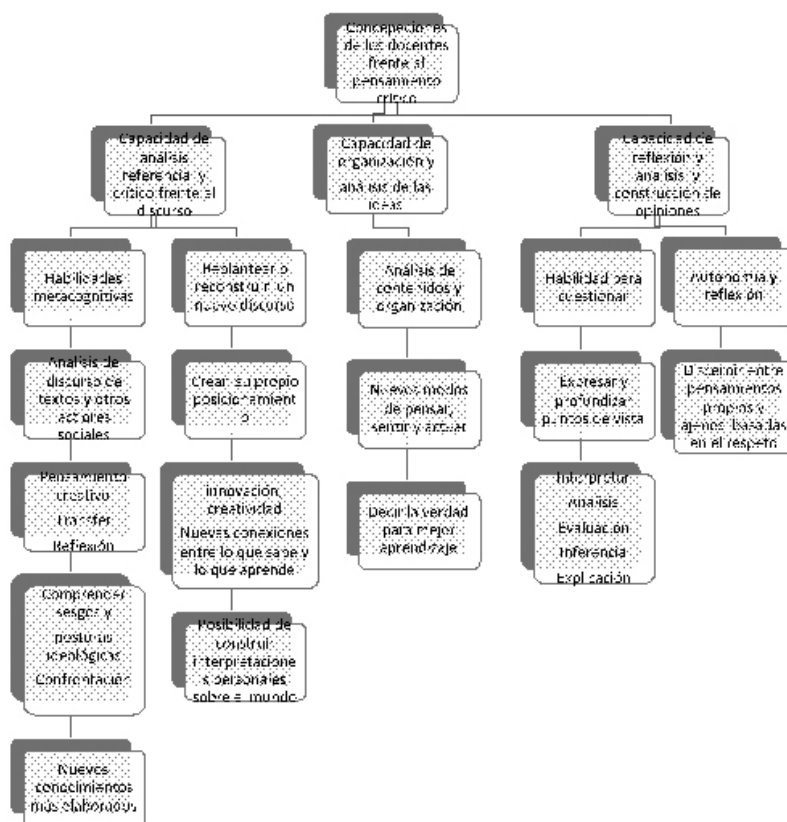 Concepciones
de los docentes
frente al
pensamiento
crítico
Capacidad de
análisis
referencial y
crítico frente al
discurso
Capacidad de
organización y
análisis de las
ideas
Capacidad de
reflexión y
análisis y
construcción de
opiniones
Habilidades
metacognitivas
Replantear o
reconstruir un
nuevo discurso
Análisis de
contenidos y
organización
Habilidad para
cuestionar
Autonomía y
reflexión
Análisis de
discurso de
textos y otros
actores
sociales
Crean su propio
posicionamient
o
Nuevos modos
de pensar,
sentir y actuar
Expresar y
profundizar
puntos de vista
Discernir entre
pensamientos
propios y
ajenos basadas
en el respeto
Pensamiento
creativo
Transfer
Reflexión
innovación,
creatividad
Nuevas conexiones
entre lo que sabe y
lo que aprende
Decir la verdad
para mejor
aprendizaje
Interpretar
Análisis
Evaluación
Inferencia
Explicación
Comprender
sesgos y
posturas
ideológicas
Confrontación
Posibilidad de
construir
interpretacione
s personales
sobre el mundo
Nuevos
conocimientos
más elaborados